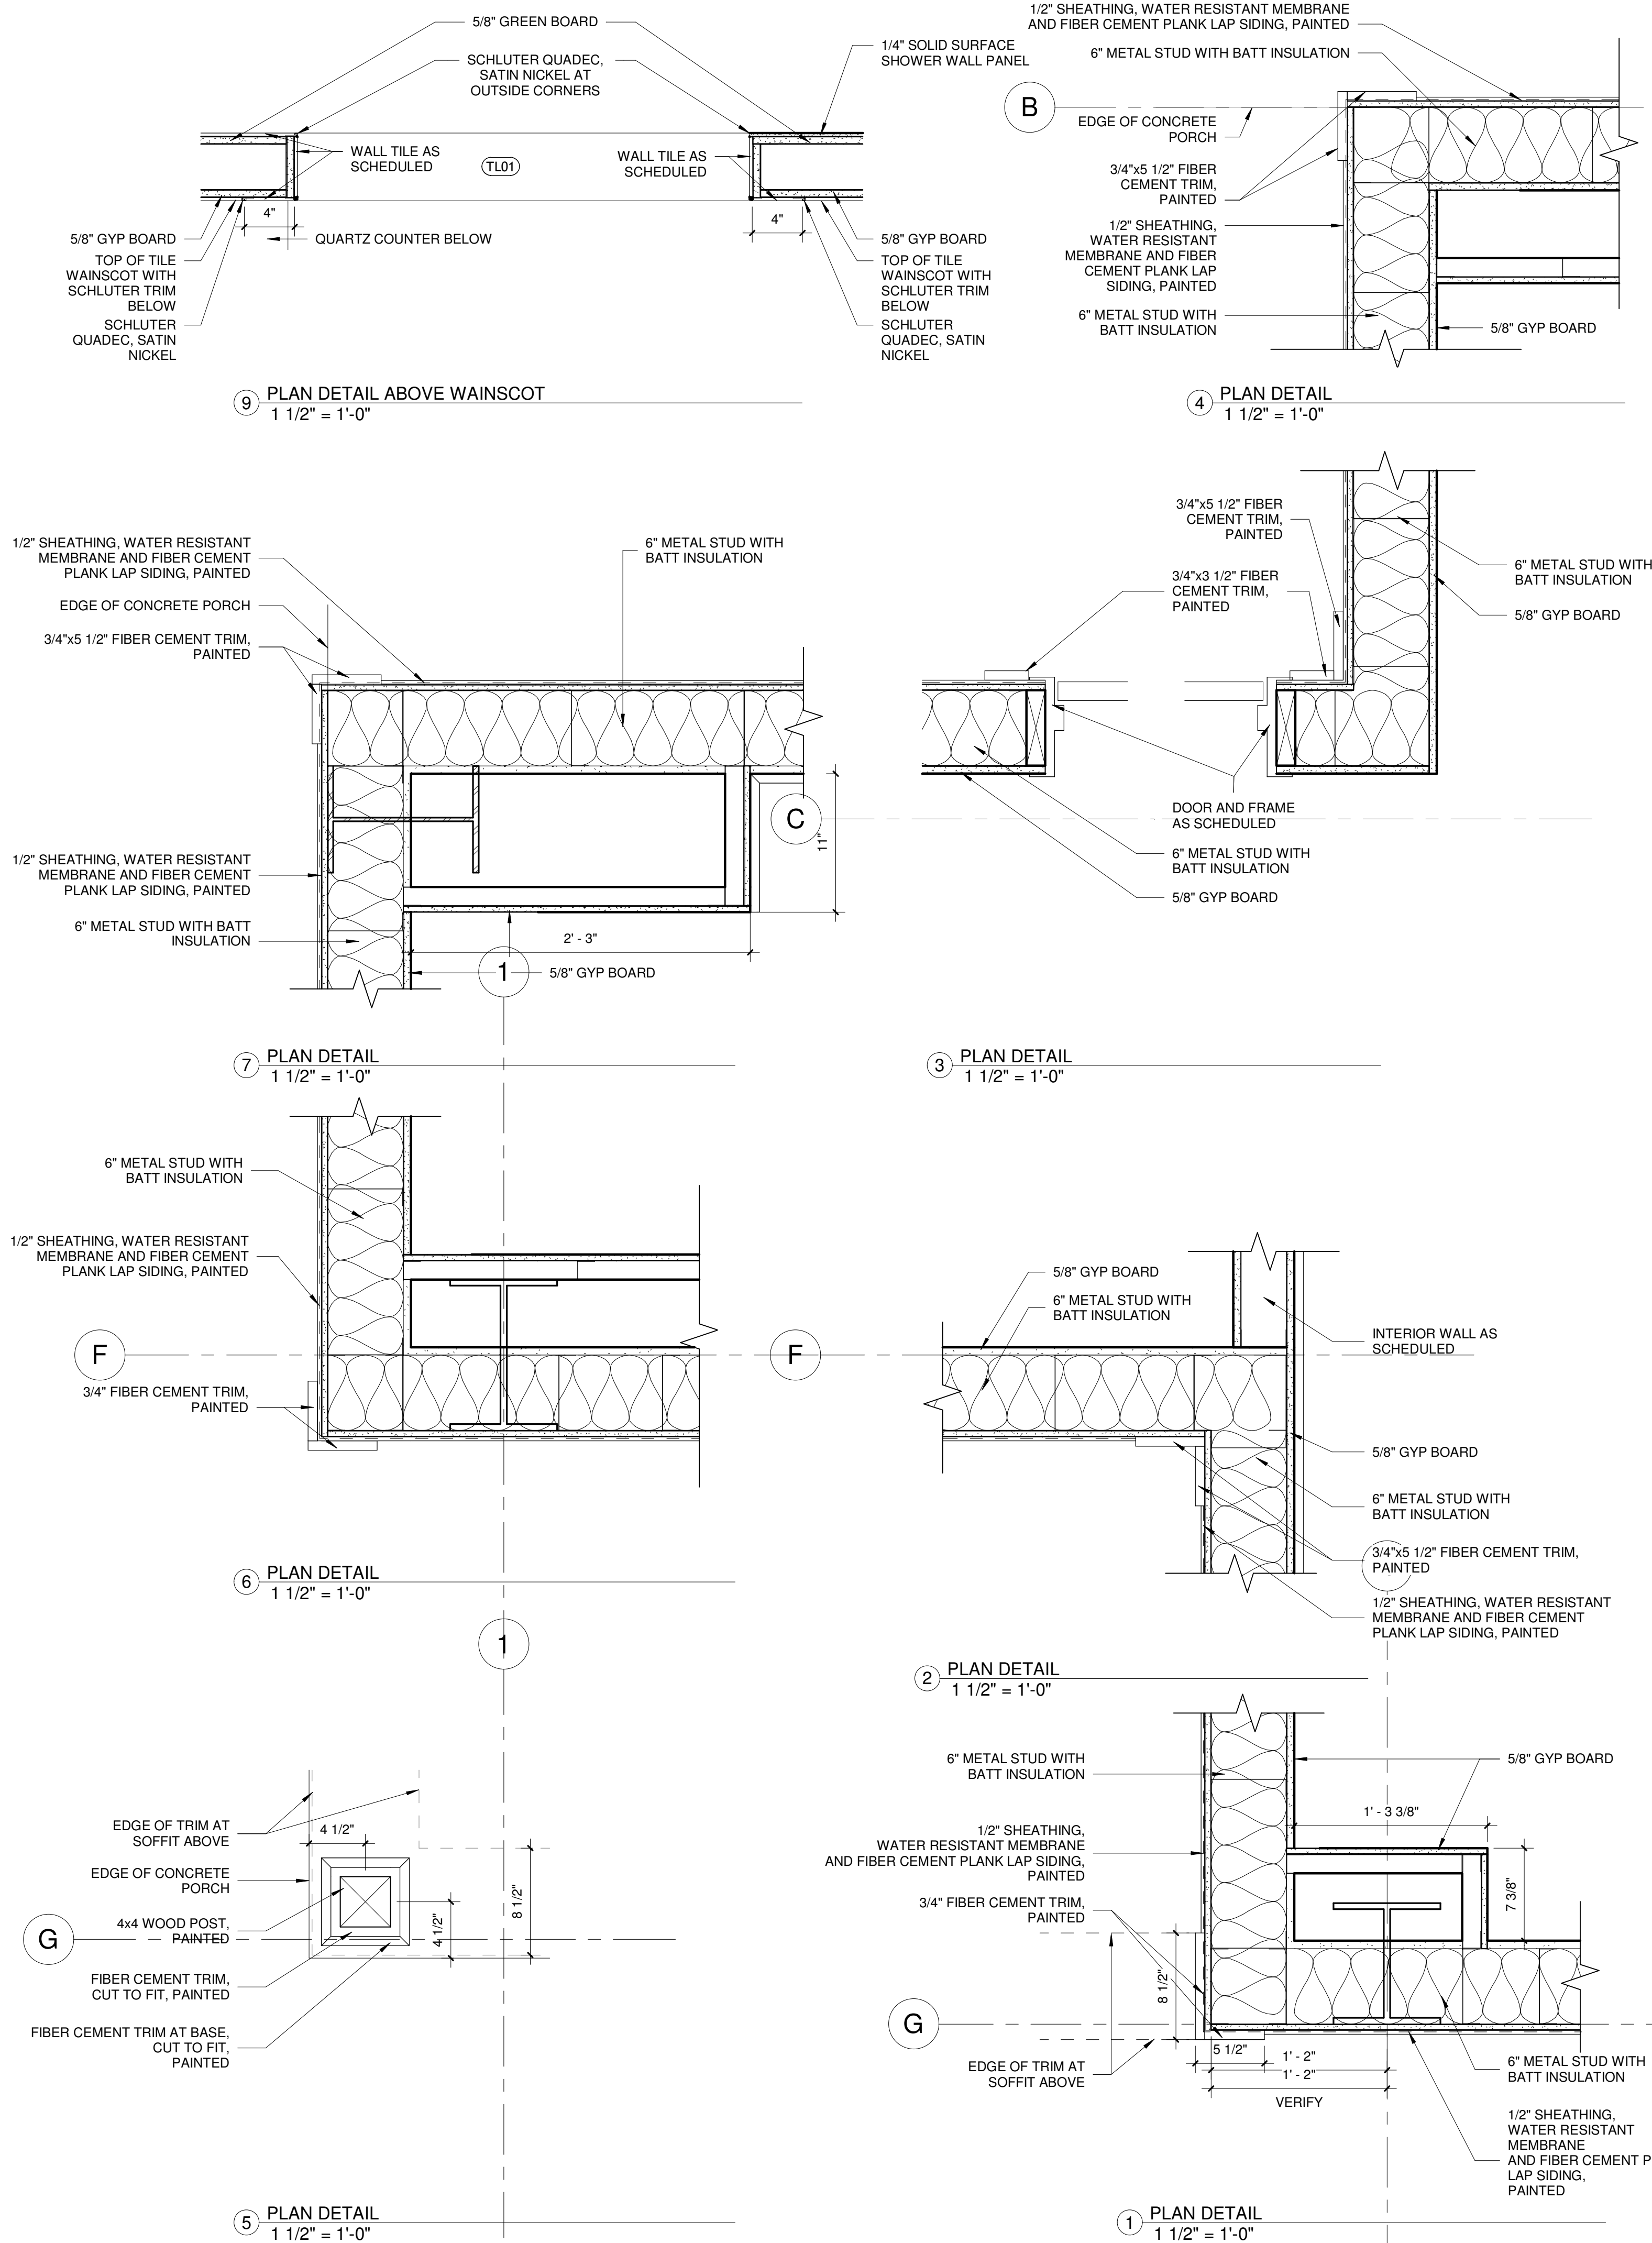 5/8" GREEN BOARD
SCHLUTER QUADEC,
SATIN NICKEL AT
OUTSIDE CORNERS
1/4" SOLID SURFACE
SHOWER WALL PANEL
WALL TILE AS
SCHEDULED
TL01
WALL TILE AS
SCHEDULED
4"
4"
QUARTZ COUNTER BELOW
5/8" GYP BOARD
TOP OF TILE
WAINSCOT WITH
SCHLUTER TRIM
BELOW
SCHLUTER
QUADEC, SATIN
NICKEL
5/8" GYP BOARD
TOP OF TILE
WAINSCOT WITH
SCHLUTER TRIM
BELOW
SCHLUTER
QUADEC, SATIN
NICKEL
9
PLAN DETAIL ABOVE WAINSCOT
1 1/2" = 1'-0"
1/2" SHEATHING, WATER RESISTANT MEMBRANE
AND FIBER CEMENT PLANK LAP SIDING, PAINTED
6" METAL STUD WITH BATT INSULATION
B
EDGE OF CONCRETE
PORCH
3/4"x5 1/2" FIBER
CEMENT TRIM,
PAINTED
1/2" SHEATHING,
WATER RESISTANT
MEMBRANE AND FIBER
CEMENT PLANK LAP
SIDING, PAINTED
6" METAL STUD WITH
BATT INSULATION
5/8" GYP BOARD
4
PLAN DETAIL
1 1/2" = 1'-0"
1/2" SHEATHING, WATER RESISTANT
MEMBRANE AND FIBER CEMENT
PLANK LAP SIDING, PAINTED
EDGE OF CONCRETE PORCH
3/4"x5 1/2" FIBER CEMENT TRIM,
PAINTED
6" METAL STUD WITH
BATT INSULATION
1/2" SHEATHING, WATER RESISTANT
MEMBRANE AND FIBER CEMENT
PLANK LAP SIDING, PAINTED
6" METAL STUD WITH BATT
INSULATION
11"
2' - 3"
1
5/8" GYP BOARD
7
PLAN DETAIL
1 1/2" = 1'-0"
3/4"x5 1/2" FIBER
CEMENT TRIM,
PAINTED
3/4"x3 1/2" FIBER
CEMENT TRIM,
PAINTED
6" METAL STUD WITH
BATT INSULATION
5/8" GYP BOARD
C
DOOR AND FRAME
AS SCHEDULED
6" METAL STUD WITH
BATT INSULATION
5/8" GYP BOARD
3
PLAN DETAIL
1 1/2" = 1'-0"
6" METAL STUD WITH
BATT INSULATION
1/2" SHEATHING, WATER RESISTANT
MEMBRANE AND FIBER CEMENT
PLANK LAP SIDING, PAINTED
F
3/4" FIBER CEMENT TRIM,
PAINTED
6
PLAN DETAIL
1 1/2" = 1'-0"
5/8" GYP BOARD
6" METAL STUD WITH
BATT INSULATION
INTERIOR WALL AS
SCHEDULED
F
5/8" GYP BOARD
6" METAL STUD WITH
BATT INSULATION
3/4"x5 1/2" FIBER CEMENT TRIM,
PAINTED
1/2" SHEATHING, WATER RESISTANT
MEMBRANE AND FIBER CEMENT
PLANK LAP SIDING, PAINTED
2
PLAN DETAIL
1 1/2" = 1'-0"
1
EDGE OF TRIM AT
SOFFIT ABOVE
4 1/2"
EDGE OF CONCRETE
PORCH
4x4 WOOD POST,
PAINTED
G
4 1/2"
8 1/2"
FIBER CEMENT TRIM,
CUT TO FIT, PAINTED
FIBER CEMENT TRIM AT BASE,
CUT TO FIT,
PAINTED
5
PLAN DETAIL
1 1/2" = 1'-0"
6" METAL STUD WITH
BATT INSULATION
5/8" GYP BOARD
1' - 3 3/8"
1/2" SHEATHING,
WATER RESISTANT MEMBRANE
AND FIBER CEMENT PLANK LAP SIDING,
PAINTED
7 3/8"
3/4" FIBER CEMENT TRIM,
PAINTED
8 1/2"
G
5 1/2"
1' - 2"
1' - 2"
VERIFY
EDGE OF TRIM AT
SOFFIT ABOVE
6" METAL STUD WITH
BATT INSULATION
1/2" SHEATHING,
WATER RESISTANT
MEMBRANE
AND FIBER CEMENT P
LAP SIDING,
PAINTED
1
PLAN DETAIL
1 1/2" = 1'-0"